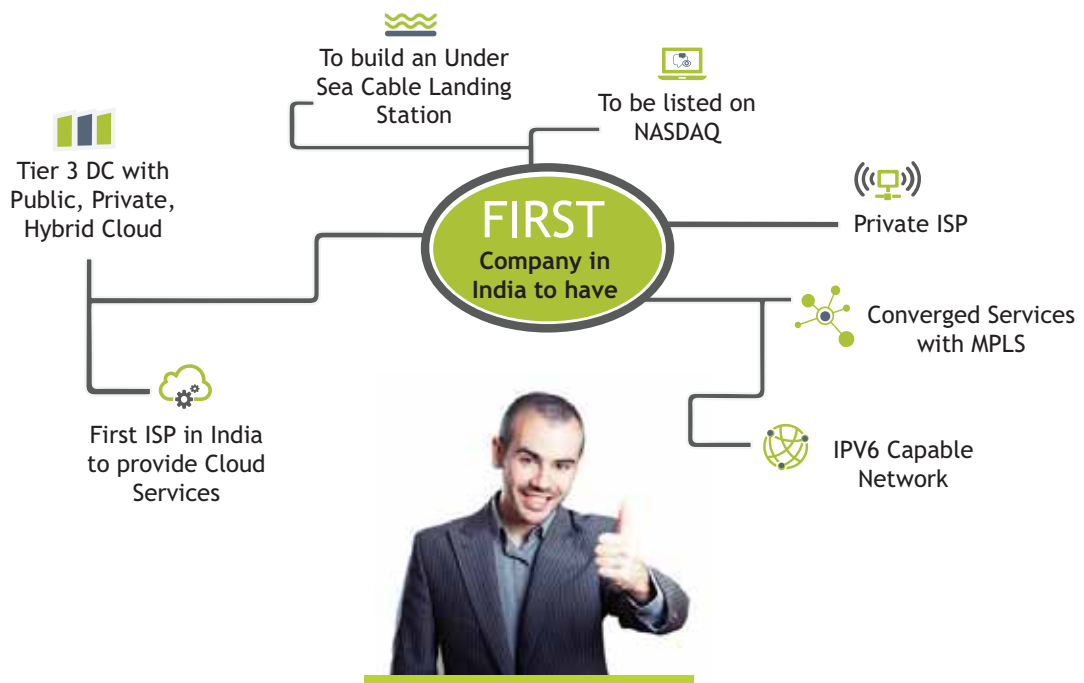 To build an Under
Sea Cable Landing
Station
To be listed on
NASDAQ
Tier 3 DC with
Public, Private,
Hybrid Cloud
FIRST
Company in
India to have
Private ISP
Converged Services
with MPLS
First ISP in India
to provide Cloud
Services
IPV6 Capable
Network